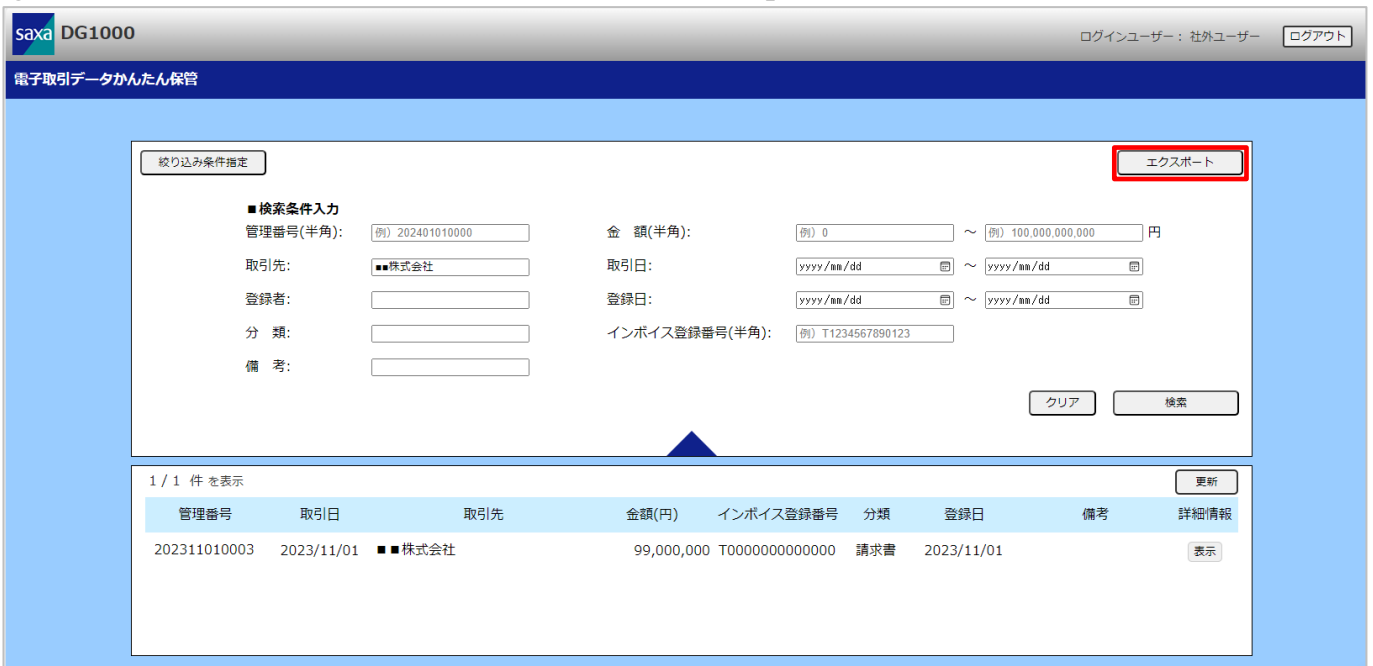 saxa DG1000
ログインユーザー： 社外ユーザー ログアウト
電子取引データかんたん保管
絞り込み条件指定 エクスポート
■検索条件入力
管理番号(半角): 例）202401010000 金　額(半角): 例）0 ～ 例）100,000,000,000 円
取引先: ■■株式会社 取引日: yyyy/mm/dd ～ yyyy/mm/dd
登録者: 登録日: yyyy/mm/dd ～ yyyy/mm/dd
分　類: インボイス登録番号(半角): 例）T1234567890123
備　考:
クリア 検索
1 / 1 件 を表示 更新
管理番号 取引日 取引先 金額(円) インボイス登録番号 分類 登録日 備考 詳細情報
202311010003 2023/11/01 ■■株式会社 99,000,000 T0000000000000 請求書 2023/11/01 表示